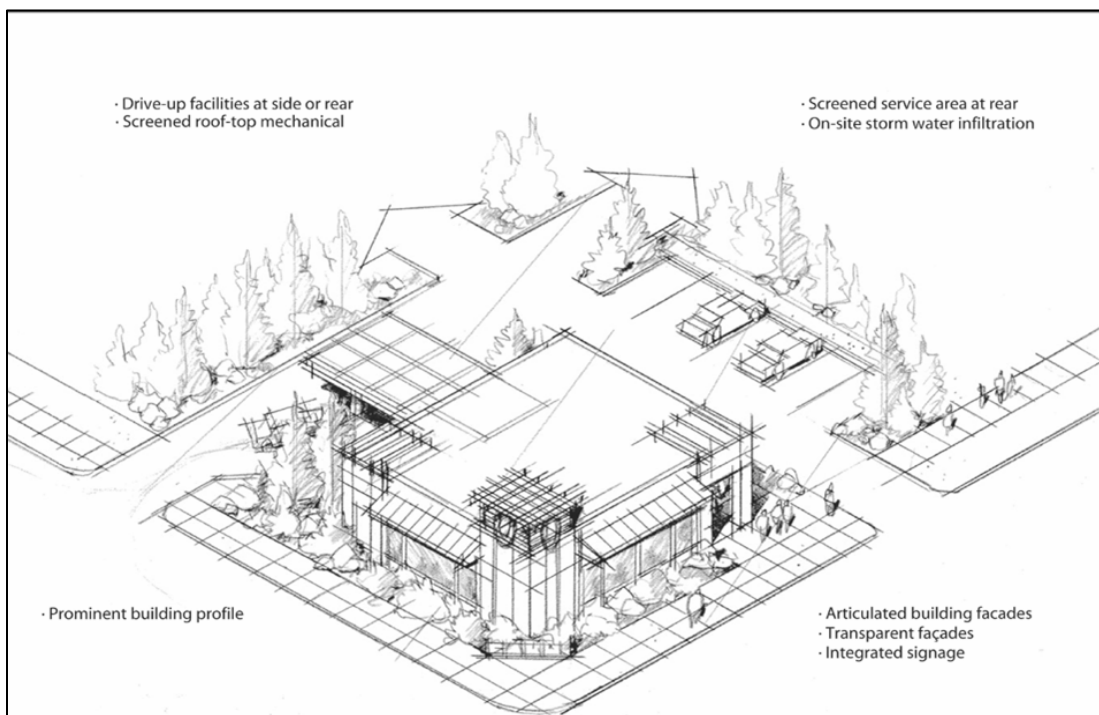 · Drive-up facilities at side or rear
· Screened roof-top mechanical
· Screened service area at rear
· On-site storm water infiltration
· Prominent building profile
· Articulated building facades
· Transparent façades
· Integrated signage